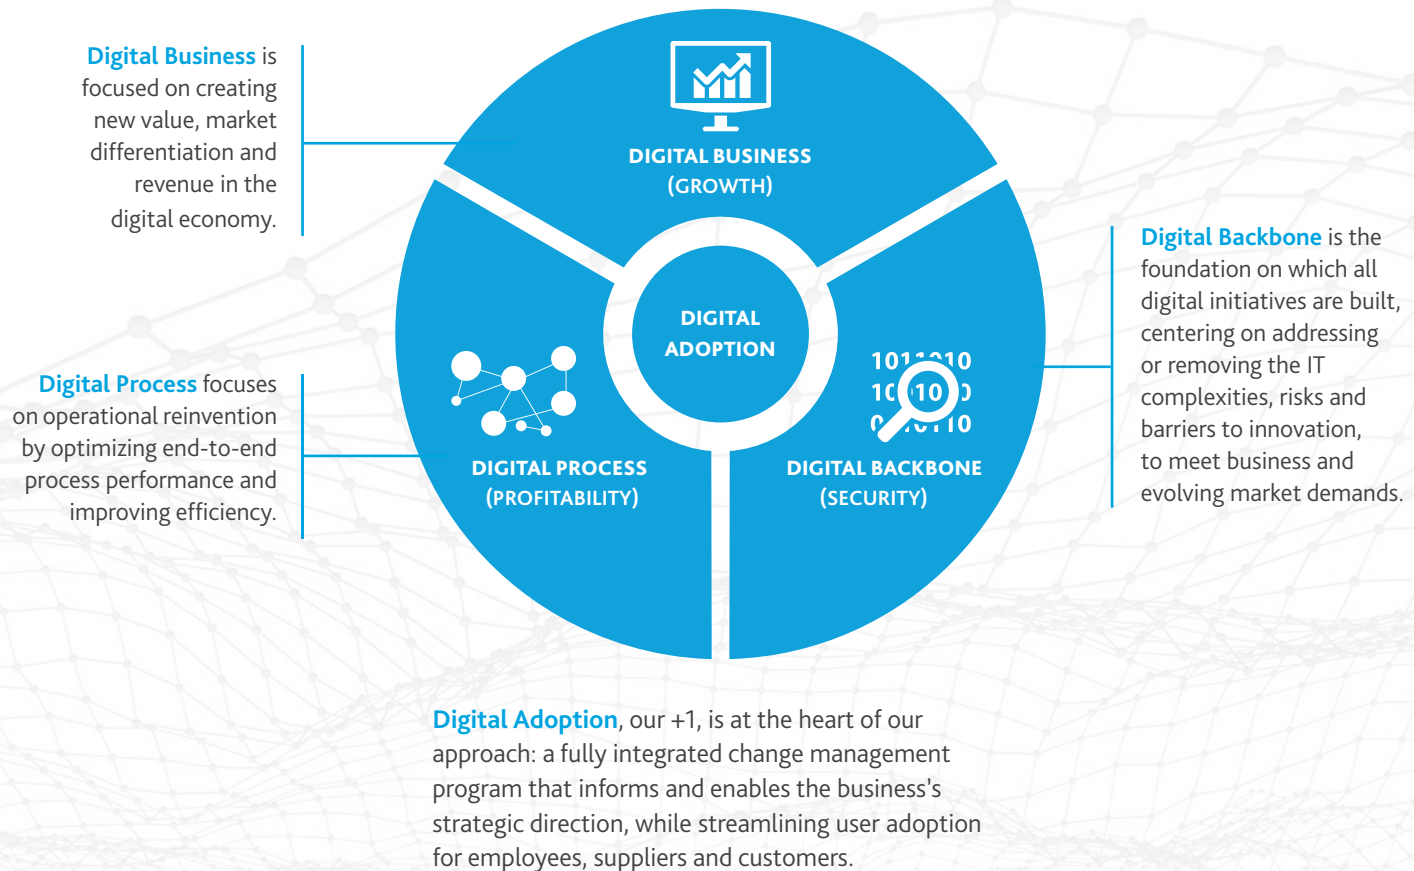 Digital Business is
focused on creating
new value, market
differentiation and
revenue in the
digital economy.
DIGITAL BUSINESS
(GROWTH)
Digital Backbone is the
foundation on which all
digital initiatives are built,
centering on addressing
or removing the IT
complexities, risks and
barriers to innovation,
to meet business and
evolving market demands.
DIGITAL
ADOPTION
Digital Process focuses
on operational reinvention
by optimizing end-to-end
process performance and
improving efficiency.
DIGITAL PROCESS
(PROFITABILITY)
DIGITAL BACKBONE
(SECURITY)
Digital Adoption, our +1, is at the heart of our
approach: a fully integrated change management
program that informs and enables the business's
strategic direction, while streamlining user adoption
for employees, suppliers and customers.